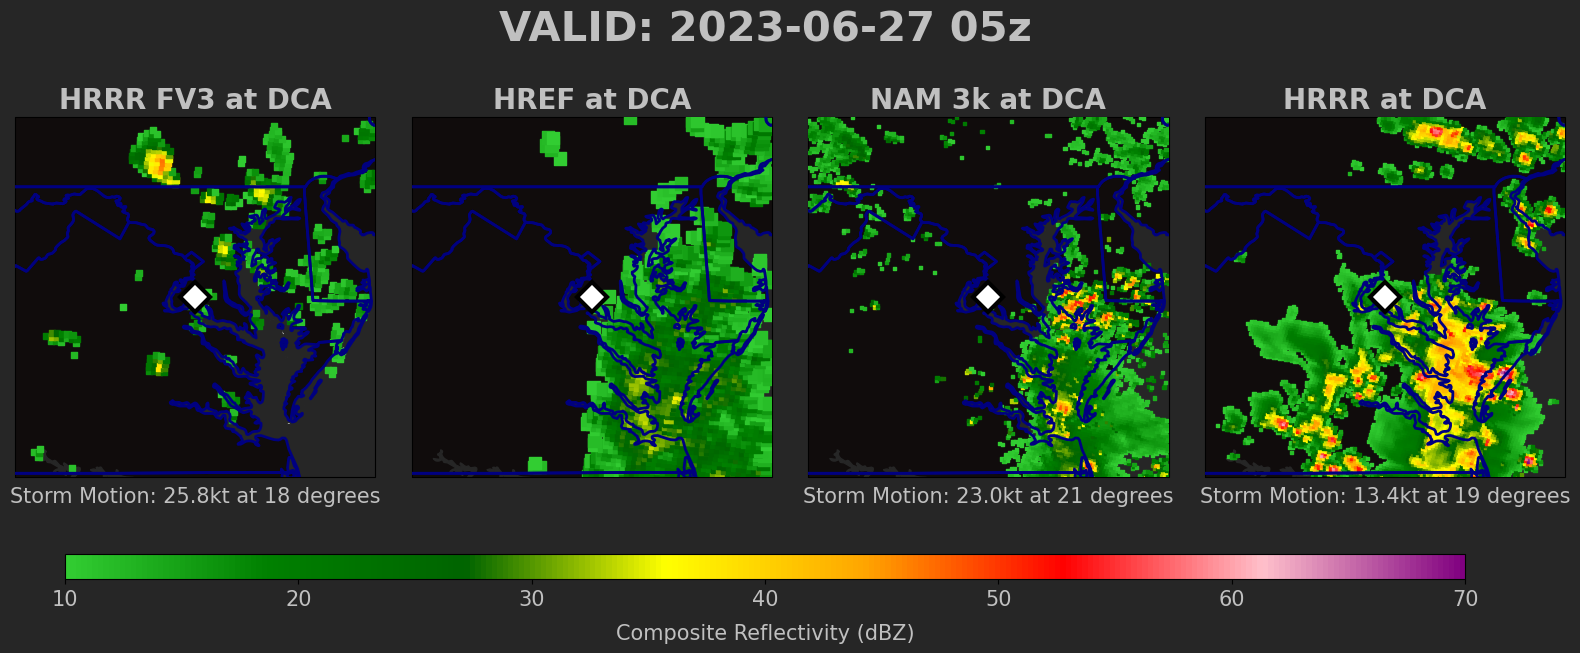 VALID: 2023-06-27 05z
HRRR FV3 at DCA
HREF at DCA
NAM 3k at DCA
HRRR at DCA
Storm Motion: 25.8kt at 18 degrees
Storm Motion: 23.0kt at 21 degrees
Storm Motion: 13.4kt at 19 degrees
10 20 30 40 50 60 70
Composite Reflectivity (dBZ)